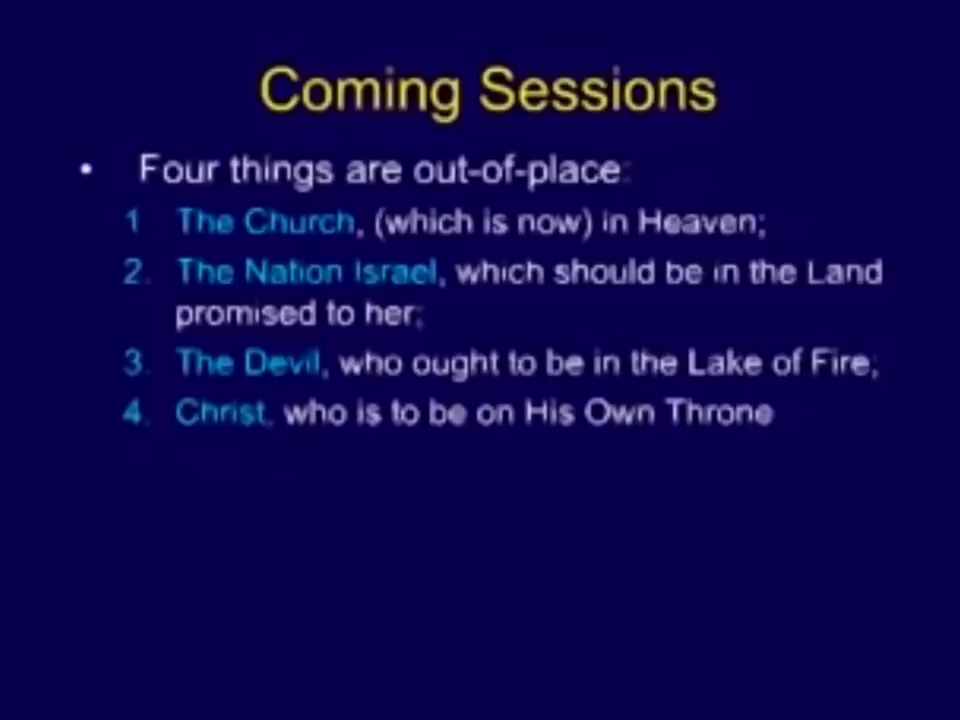 Coming Sessions
• Four things are out-of-place:
1 The Church, (which is now) in Heaven;
2. The Nation Israel, which should be in the Land
promised to her;
3. The Devil, who ought to be in the Lake of Fire;
4. Christ, who is to be on His Own Throne